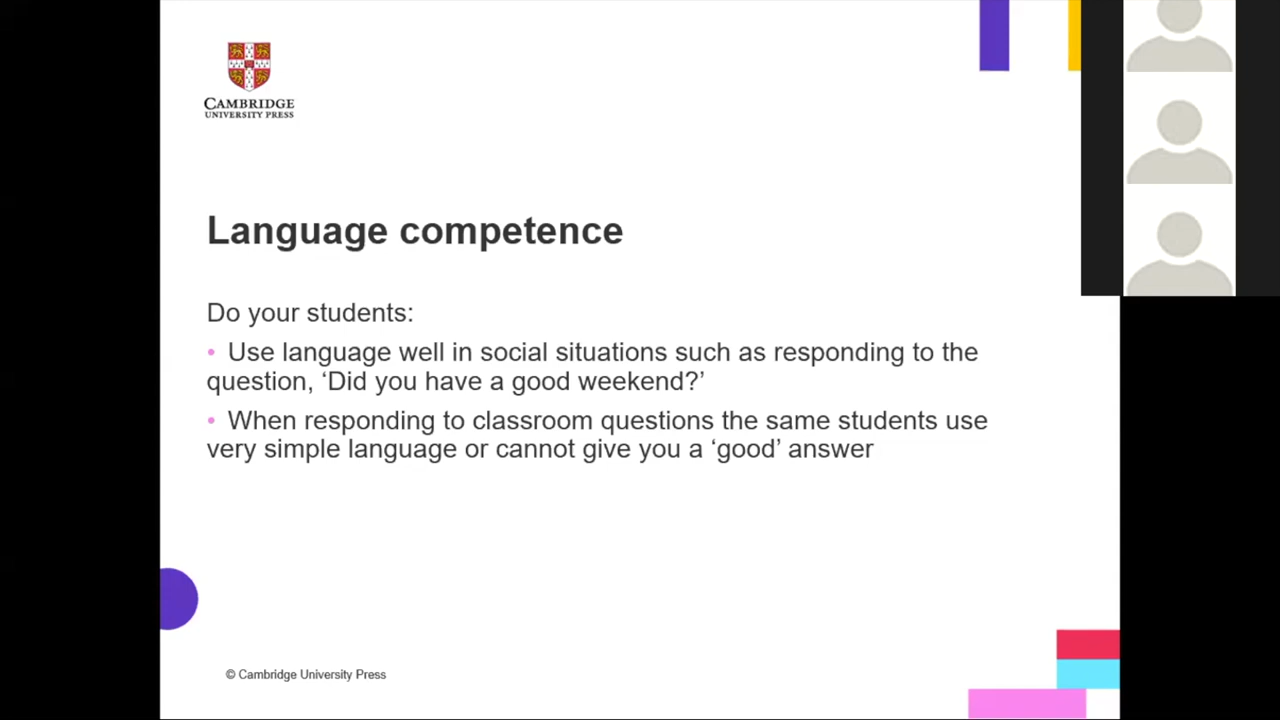 CAMBRIDGE
UNIVERSITY PRESS
Language competence
Do your students:
• Use language well in social situations such as responding to the
question, ‘Did you have a good weekend?’
• When responding to classroom questions the same students use
very simple language or cannot give you a ‘good’ answer
© Cambridge University Press